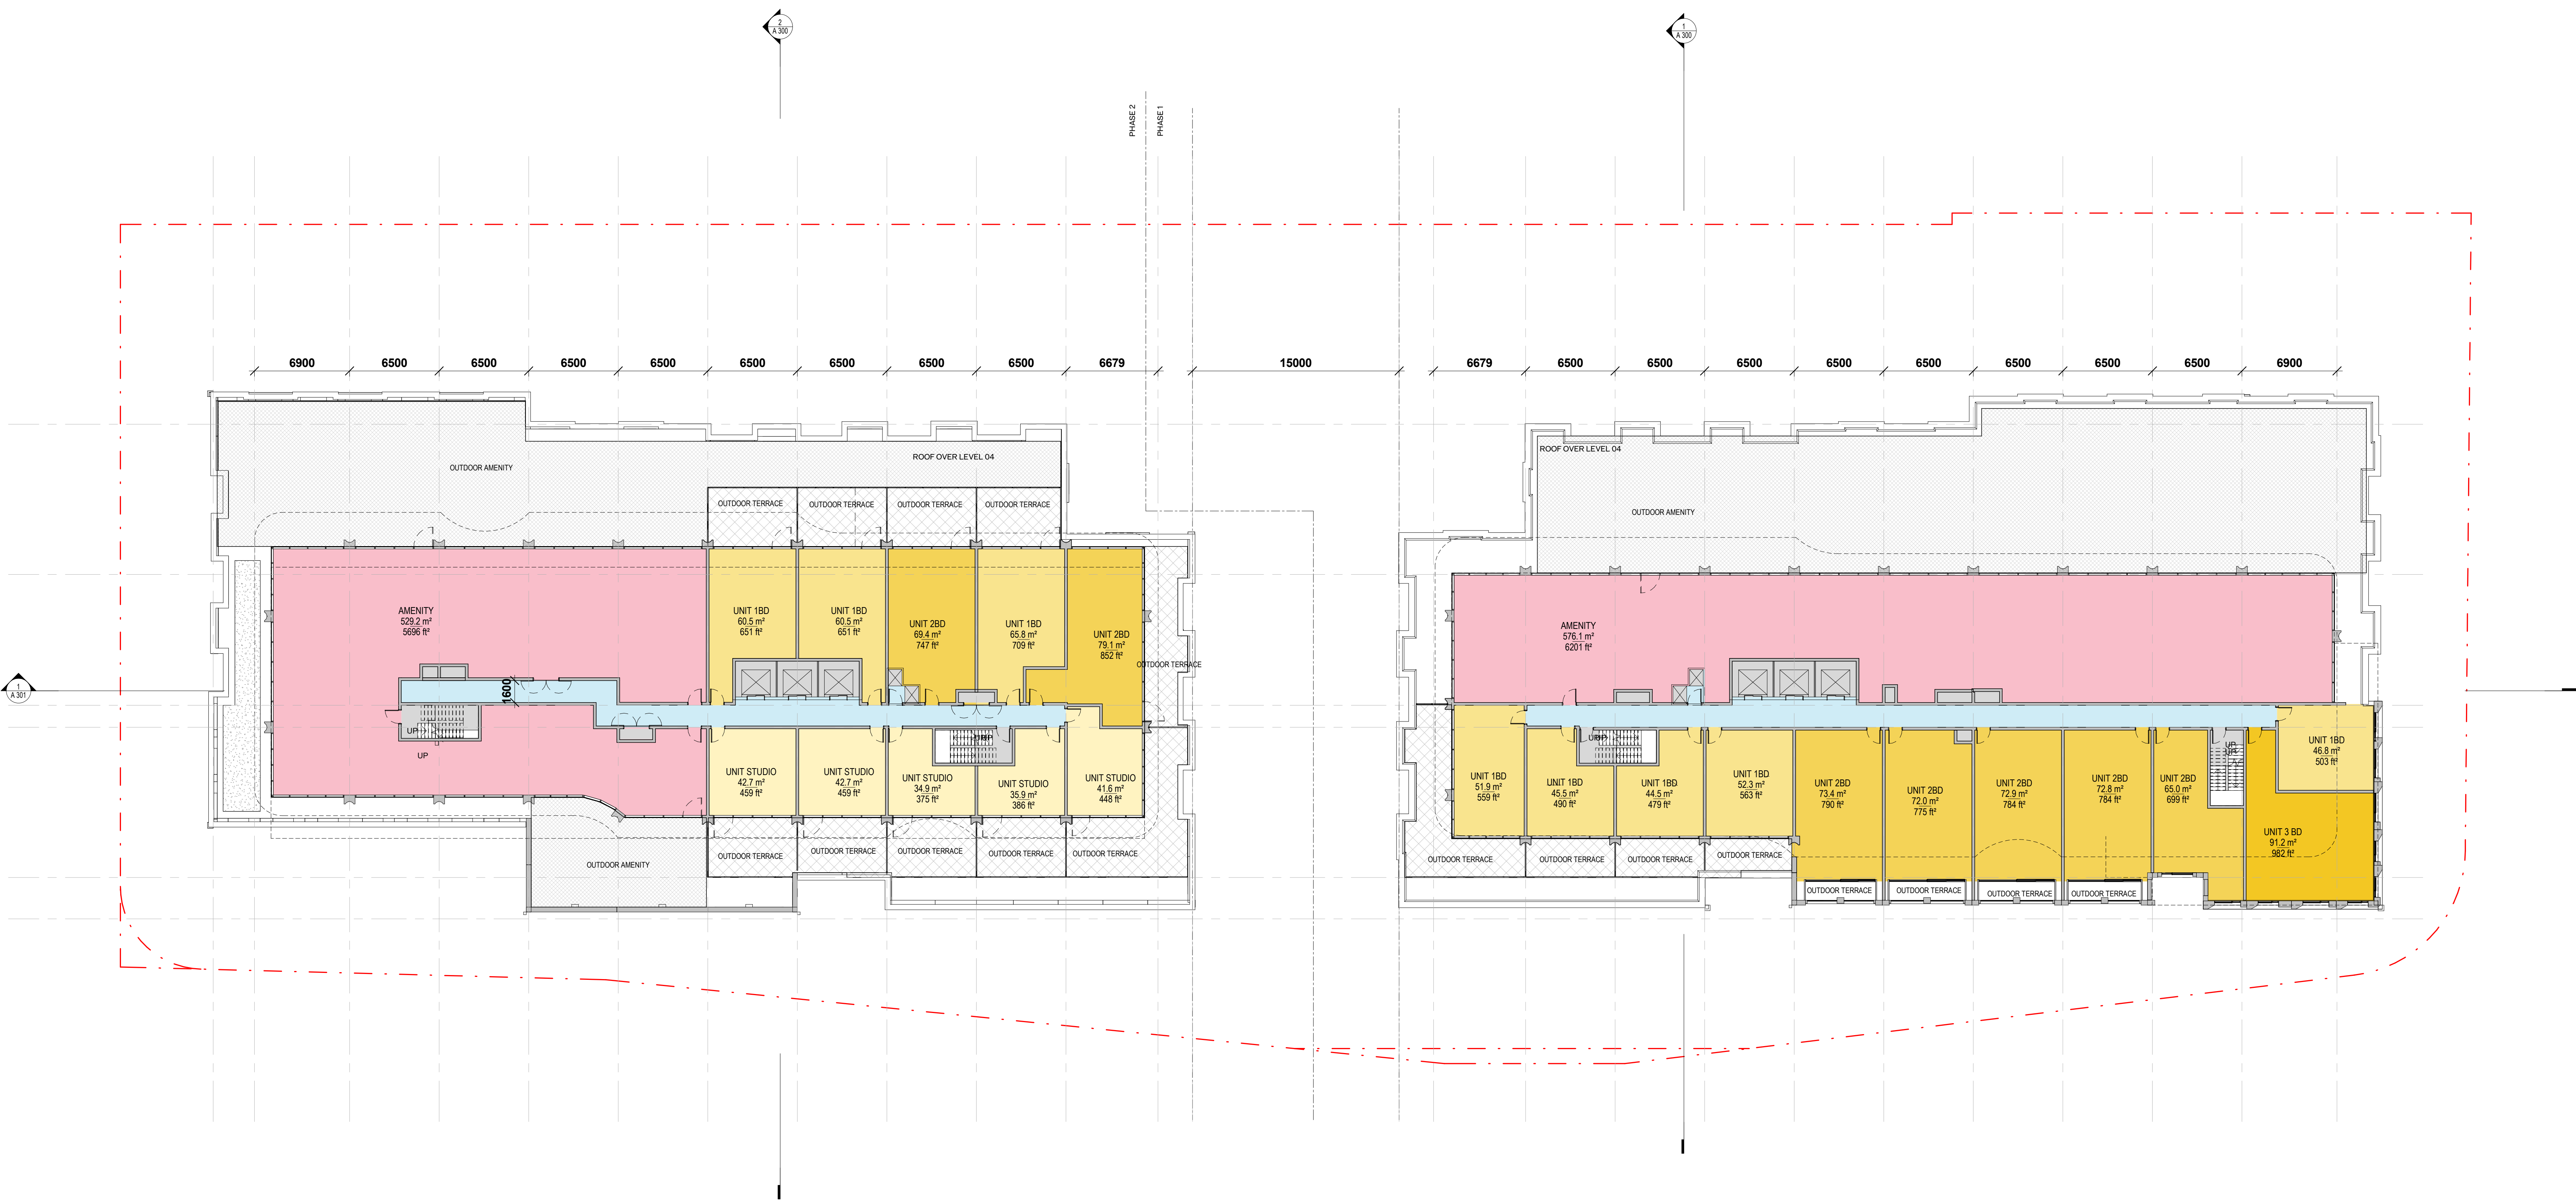 2
A 300
1
A 300
PHASE 2
PHASE 1
6900
6500
6500
6500
6500
6500
6500
6500
6500
6679
15000
6679
6500
6500
6500
6500
6500
6500
6500
6500
6900
ROOF OVER LEVEL 04
OUTDOOR AMENITY
OUTDOOR TERRACE
OUTDOOR TERRACE
OUTDOOR TERRACE
OUTDOOR TERRACE
ROOF OVER LEVEL 04
OUTDOOR AMENITY
AMENITY
529.2 m²
5696 ft²
UNIT 1BD
60.5 m²
651 ft²
UNIT 1BD
60.5 m²
651 ft²
UNIT 2BD
69.4 m²
747 ft²
UNIT 1BD
65.8 m²
709 ft²
UNIT 2BD
79.1 m²
852 ft²
OUTDOOR TERRACE
AMENITY
576.1 m²
6201 ft²
1
A 301
1600
UP
UP
UP
UNIT STUDIO
42.7 m²
459 ft²
UNIT STUDIO
42.7 m²
459 ft²
UNIT STUDIO
34.9 m²
375 ft²
UNIT STUDIO
35.9 m²
386 ft²
UNIT STUDIO
41.6 m²
448 ft²
UNIT 1BD
51.9 m²
559 ft²
UNIT 1BD
45.5 m²
490 ft²
UP
UNIT 1BD
44.5 m²
479 ft²
UNIT 1BD
52.3 m²
563 ft²
UNIT 2BD
73.4 m²
790 ft²
UNIT 2BD
72.0 m²
775 ft²
UNIT 2BD
72.9 m²
784 ft²
UNIT 2BD
72.8 m²
784 ft²
UNIT 2BD
65.0 m²
699 ft²
UNIT 1BD
46.8 m²
503 ft²
UNIT 3 BD
91.2 m²
982 ft²
OUTDOOR AMENITY
OUTDOOR TERRACE
OUTDOOR TERRACE
OUTDOOR TERRACE
OUTDOOR TERRACE
OUTDOOR TERRACE
OUTDOOR TERRACE
OUTDOOR TERRACE
OUTDOOR TERRACE
OUTDOOR TERRACE
OUTDOOR TERRACE
OUTDOOR TERRACE
OUTDOOR TERRACE
OUTDOOR TERRACE